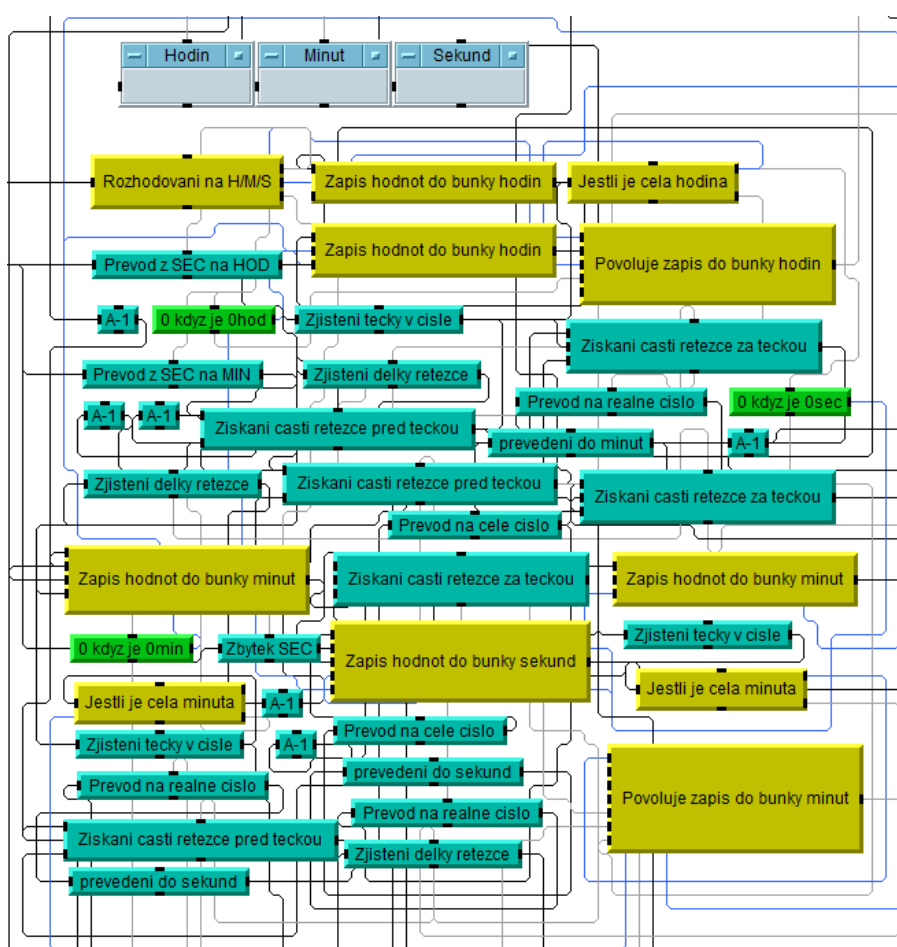 Hodin
Minut
Sekund
Rozhodovani na H/M/S
Zapis hodnot do bunky hodin
Jestli je cela hodina
Zapis hodnot do bunky hodin
Povoluje zapis do bunky hodin
Prevod z SEC na HOD
A-1
0 kdyz je 0hod
Zjisteni tecky v cisle
Ziskani casti retezce za teckou
Prevod z SEC na MIN
Zjisteni delky retezce
Prevod na realne cislo
0 kdyz je 0sec
A-1
A-1
Ziskani casti retezce pred teckou
prevedeni do minut
A-1
Zjisteni delky retezce
Ziskani casti retezce pred teckou
Ziskani casti retezce za teckou
Prevod na cele cislo
Zapis hodnot do bunky minut
Ziskani casti retezce za teckou
Zapis hodnot do bunky minut
0 kdyz je 0min
Zbytek SEC
Zapis hodnot do bunky sekund
Zjisteni tecky v cisle
Jestli je cela minuta
Jestli je cela minuta
A-1
Zjisteni tecky v cisle
A-1
Prevod na cele cislo
prevedeni do sekund
Prevod na realne cislo
Povoluje zapis do bunky minut
Prevod na realne cislo
Ziskani casti retezce pred teckou
Zjisteni delky retezce
prevedeni do sekund